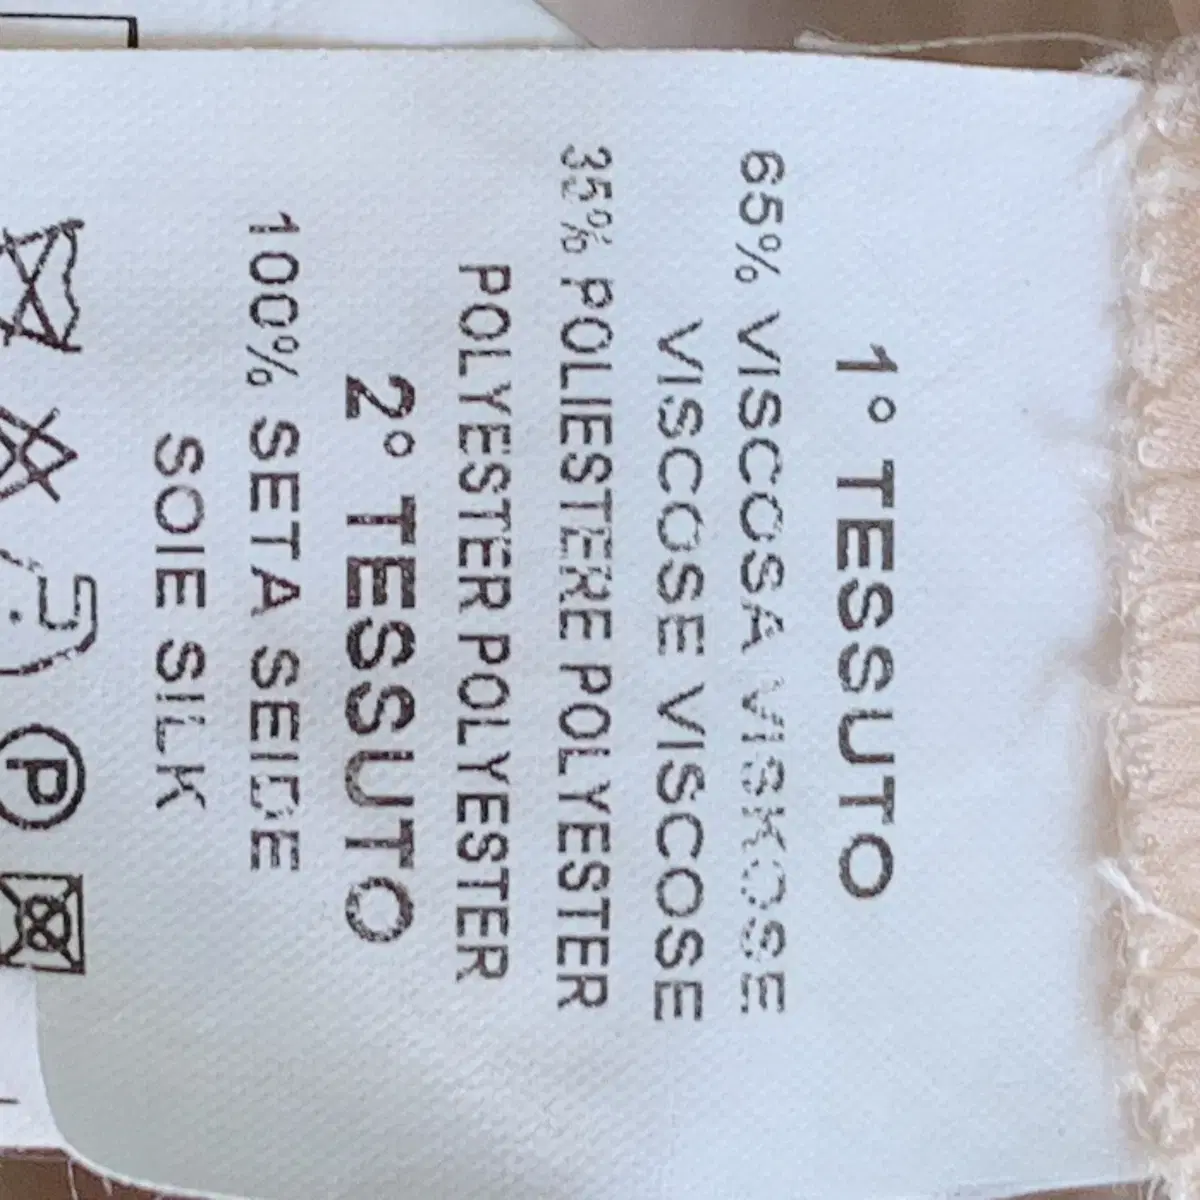 1° TESSUTO
65% VISCOSA VISKOSE
VISCOSE VISCOSE
35% POLIESTERE POLYESTER
POLYESTER POLYESTER
2° TESSUTO
100% SETA SEIDE
SOIE SILK
P